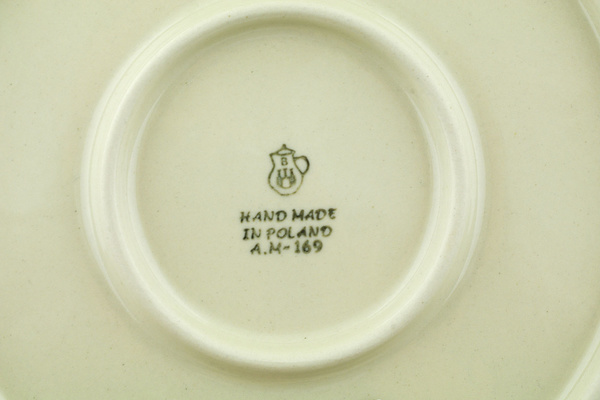 B
HAND MADE
IN POLAND
A.M-169